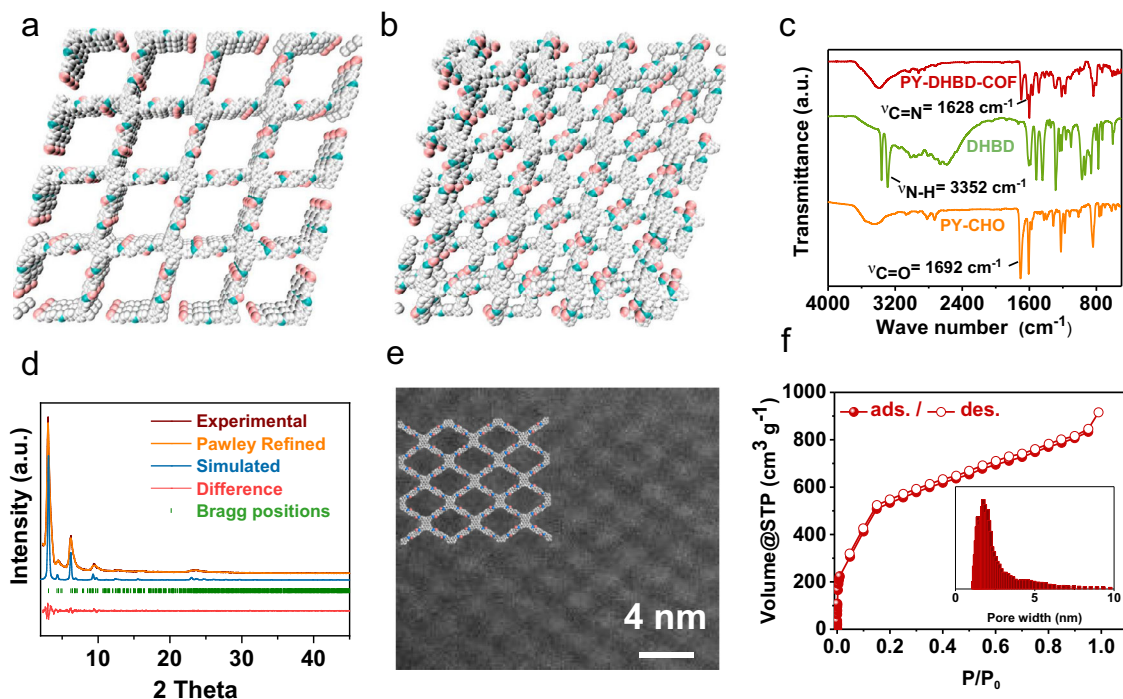 a
b
c
PY-DHBD-COF
νC=N= 1628 cm⁻¹
DHBD
νN-H= 3352 cm⁻¹
PY-CHO
νC=O= 1692 cm⁻¹
Transmittance (a.u.)
4000 3200 2400 1600 800
Wave number (cm⁻¹)
d
Experimental
Pawley Refined
Simulated
Difference
Bragg positions
Intensity (a.u.)
10 20 30 40
2 Theta
e
4 nm
f
ads. / des.
Volume@STP (cm³ g⁻¹)
1000
800
600
400
200
0
0 5 10
Pore width (nm)
0.0 0.2 0.4 0.6 0.8 1.0
P/P₀